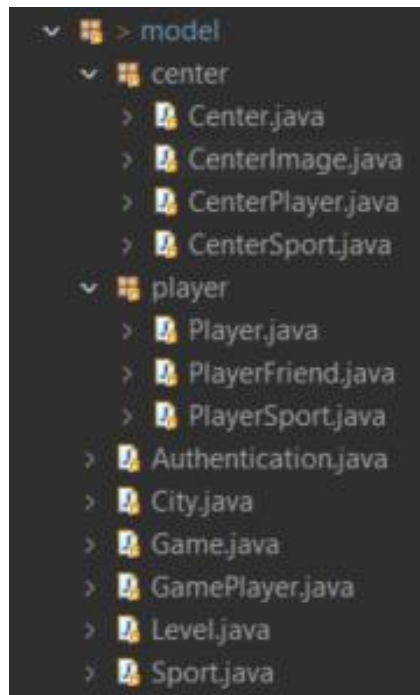 > model
center
Center.java
CenterImage.java
CenterPlayer.java
CenterSport.java
player
Player.java
PlayerFriend.java
PlayerSport.java
Authentication.java
City.java
Game.java
GamePlayer.java
Level.java
Sport.java